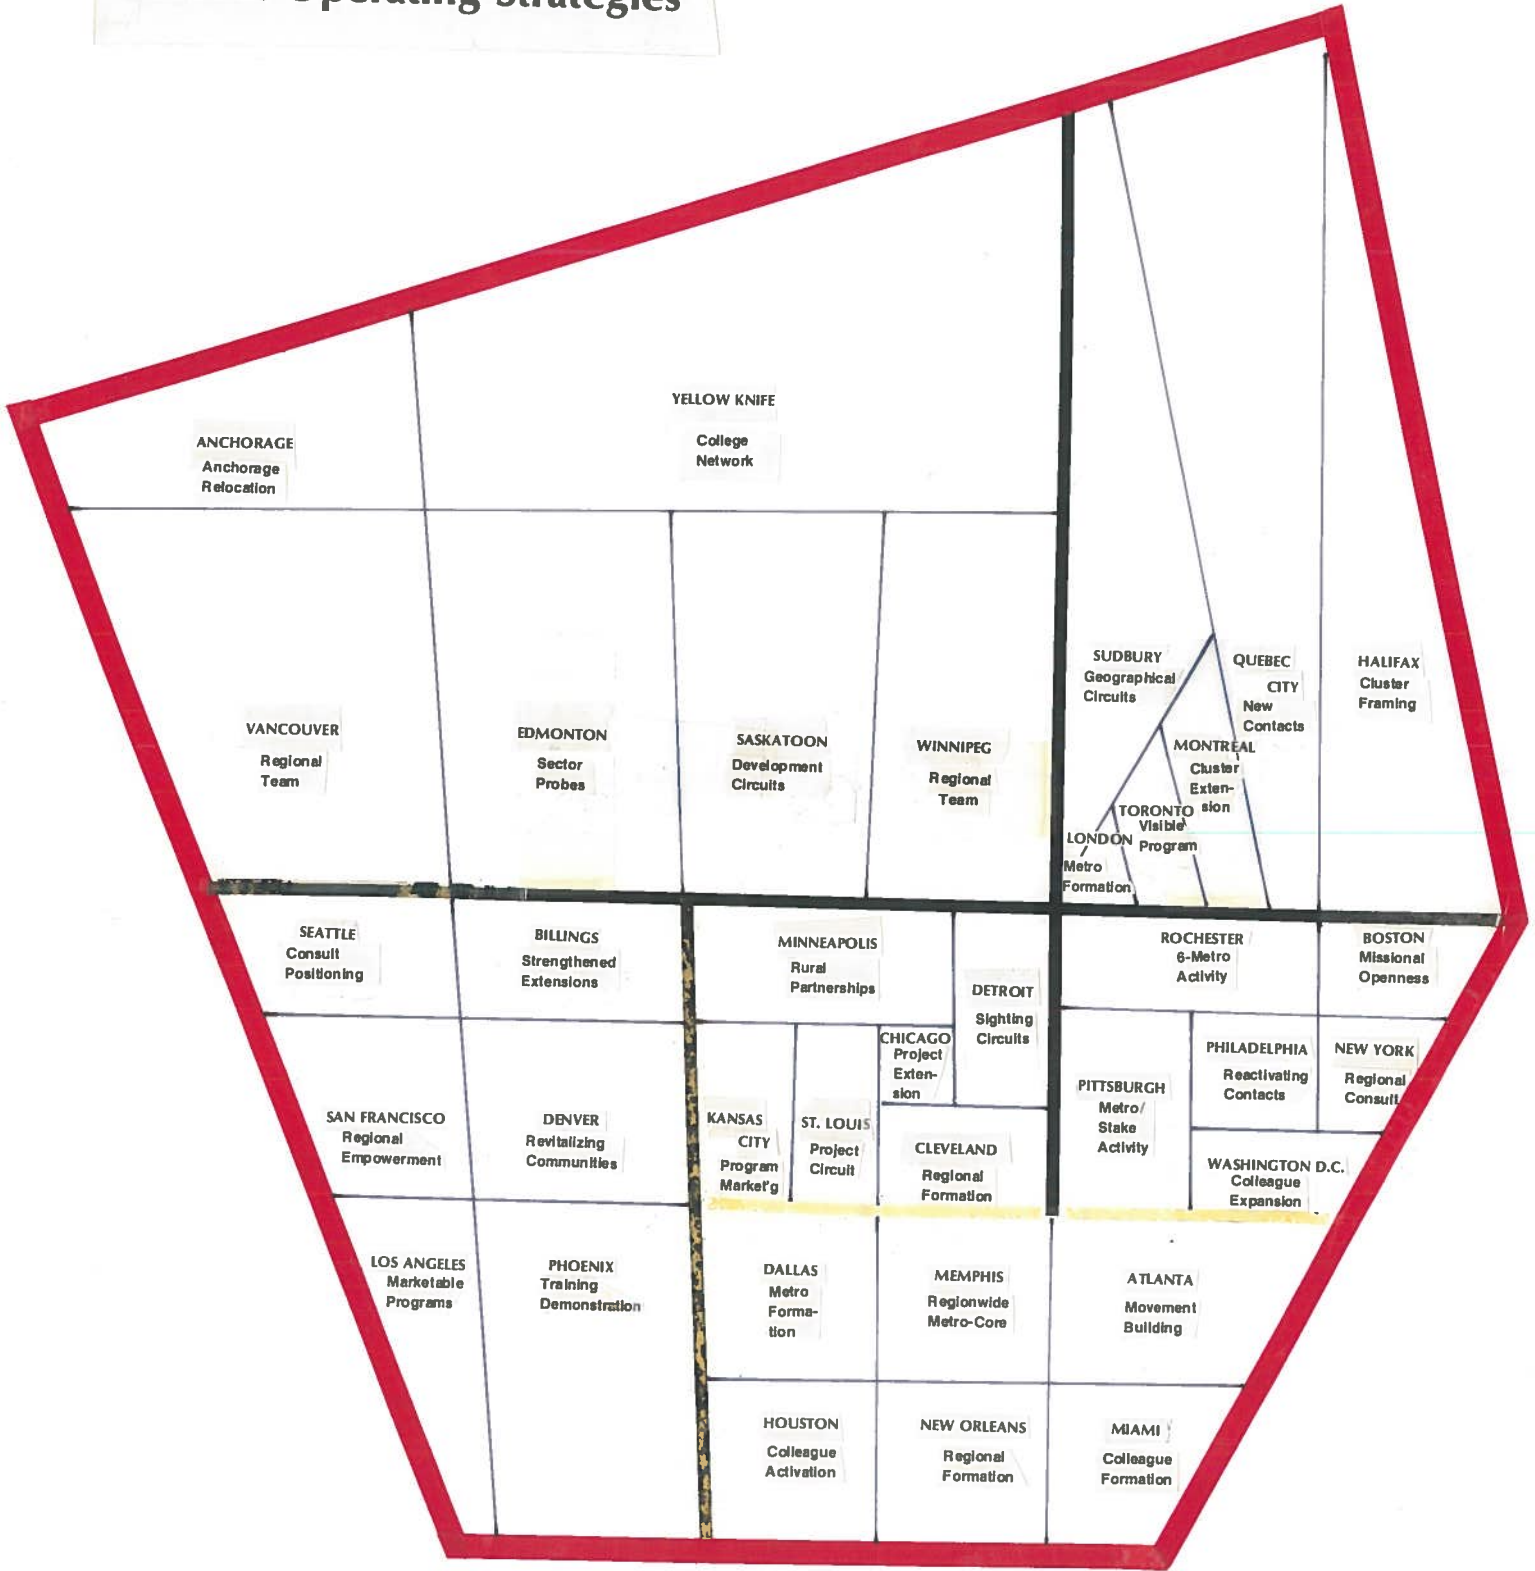 Operating Strategies
YELLOW KNIFE
College
Network
ANCHORAGE
Anchorage
Relocation
VANCOUVER
Regional
Team
EDMONTON
Sector
Probes
SASKATOON
Development
Circuits
WINNIPEG
Regional
Team
SUDBURY
Geographical
Circuits
QUEBEC
CITY
New
Contacts
HALIFAX
Cluster
Framing
MONTREAL
Cluster
Exten-
sion
TORONTO
Visible
Program
LONDON
Metro
Formation
SEATTLE
Consult
Positioning
BILLINGS
Strengthened
Extensions
MINNEAPOLIS
Rural
Partnerships
DETROIT
Sighting
Circuits
ROCHESTER
6-Metro
Activity
BOSTON
Missional
Openness
CHICAGO
Project
Exten-
sion
PHILADELPHIA
Reactivating
Contacts
NEW YORK
Regional
Consult
PITTSBURGH
Metro/
Stake
Activity
SAN FRANCISCO
Regional
Empowerment
DENVER
Revitalizing
Communities
KANSAS
CITY
Program
Market'g
ST. LOUIS
Project
Circuit
CLEVELAND
Regional
Formation
WASHINGTON D.C.
Colleague
Expansion
LOS ANGELES
Marketable
Programs
PHOENIX
Training
Demonstration
DALLAS
Metro
Forma-
tion
MEMPHIS
Regionwide
Metro-Core
ATLANTA
Movement
Building
HOUSTON
Colleague
Activation
NEW ORLEANS
Regional
Formation
MIAMI
Colleague
Formation